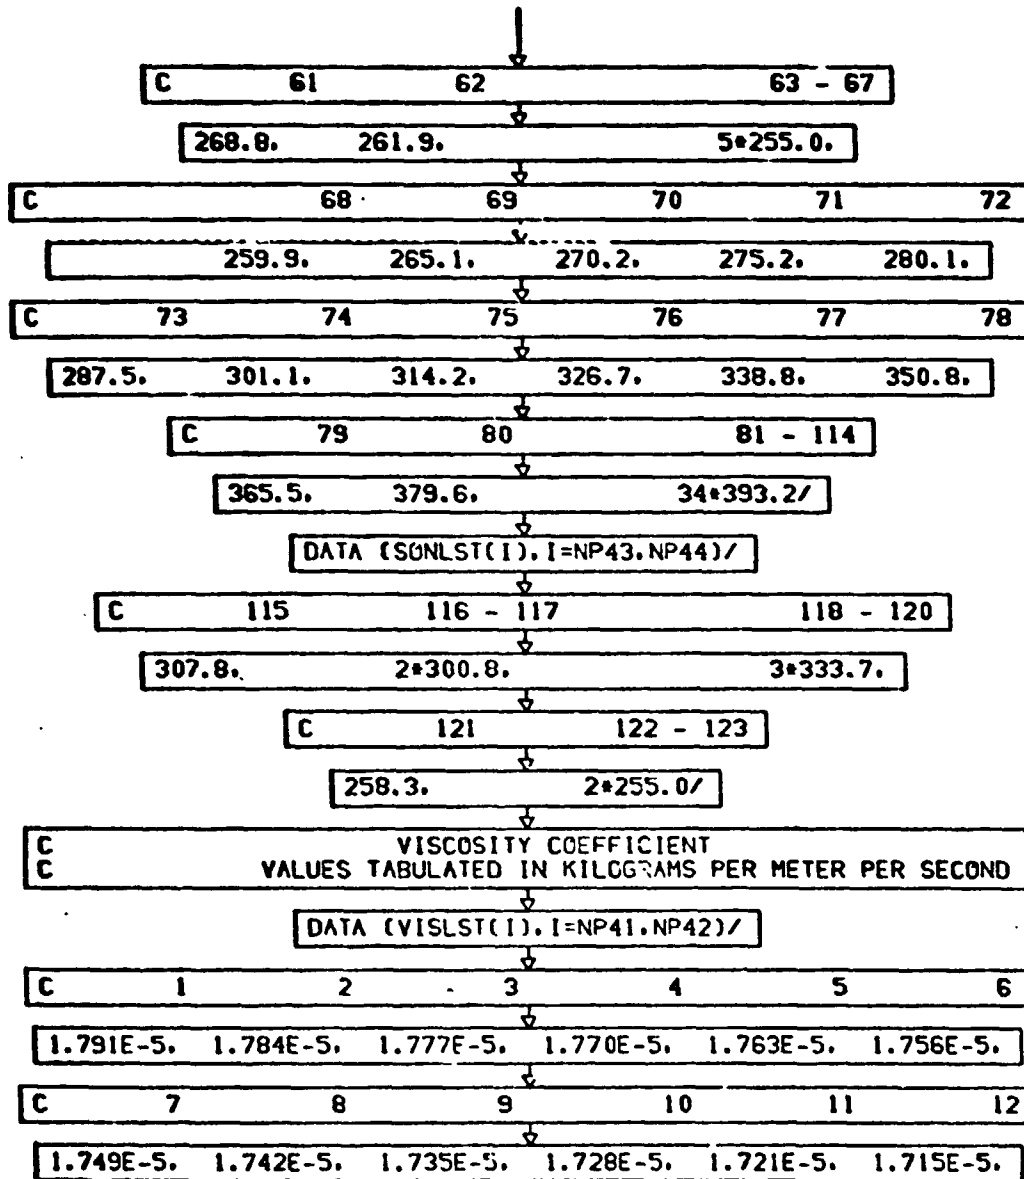 C 61 62 63 - 67
268.8, 261.9, 5*255.0,
C 68 69 70 71 72
259.9, 265.1, 270.2, 275.2, 280.1,
C 73 74 75 76 77 78
287.5, 301.1, 314.2, 326.7, 338.8, 350.8,
C 79 80 81 - 114
365.5, 379.6, 34*393.2/
DATA (SONLST(I),I=NP43,NP44)/
C 115 116 - 117 118 - 120
307.8, 2*300.8, 3*333.7,
C 121 122 - 123
258.3, 2*255.0/
C VISCOSITY COEFFICIENT
C VALUES TABULATED IN KILOGRAMS PER METER PER SECOND
DATA (VISLST(I),I=NP41,NP42)/
C 1 2 3 4 5 6
1.791E-5, 1.784E-5, 1.777E-5, 1.770E-5, 1.763E-5, 1.756E-5,
C 7 8 9 10 11 12
1.749E-5, 1.742E-5, 1.735E-5, 1.728E-5, 1.721E-5, 1.715E-5,